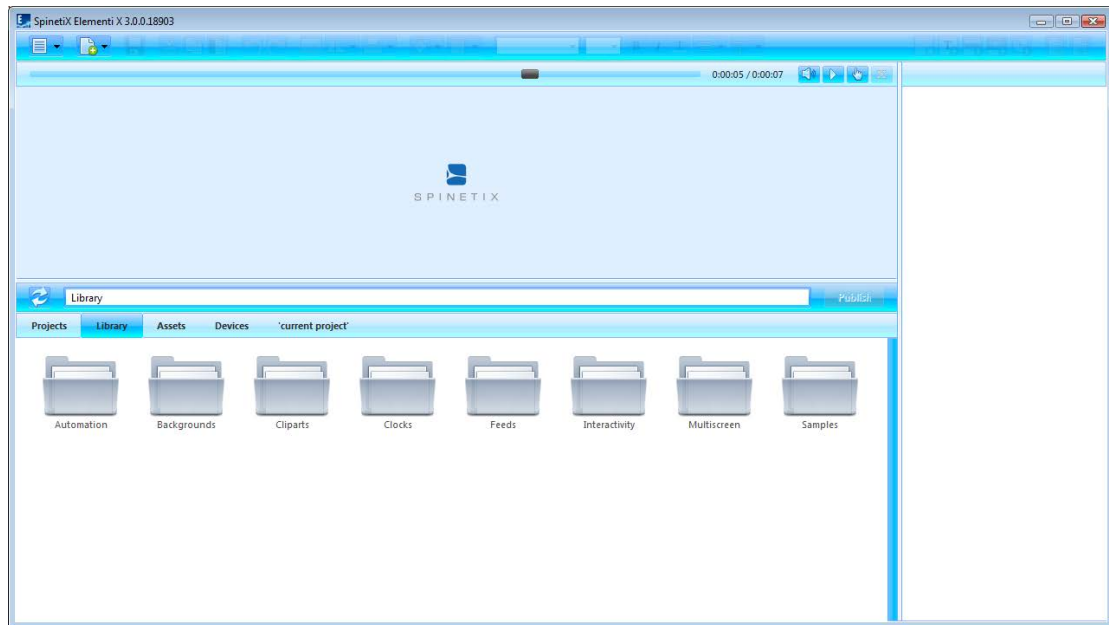 SpinetiX Elementi X 3.0.0.18903
0:00:05 / 0:00:07
SPINETIX
Library
Publish
Projects Library Assets Devices 'current project'
Automation Backgrounds Cliparts Clocks Feeds Interactivity Multiscreen Samples